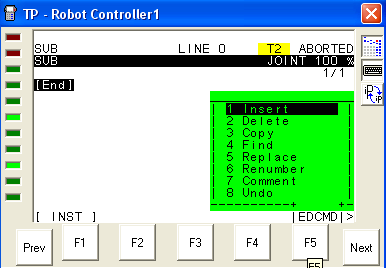 TP - Robot Controller1
SUB LINE 0 T2 ABORTED
SUB JOINT 100 %
1/1
[End]
1 Insert
2 Delete
3 Copy
4 Find
5 Replace
6 Renumber
7 Comment
8 Undo
[ INST ] [EDCMD]>
Prev F1 F2 F3 F4 F5 Next
F5